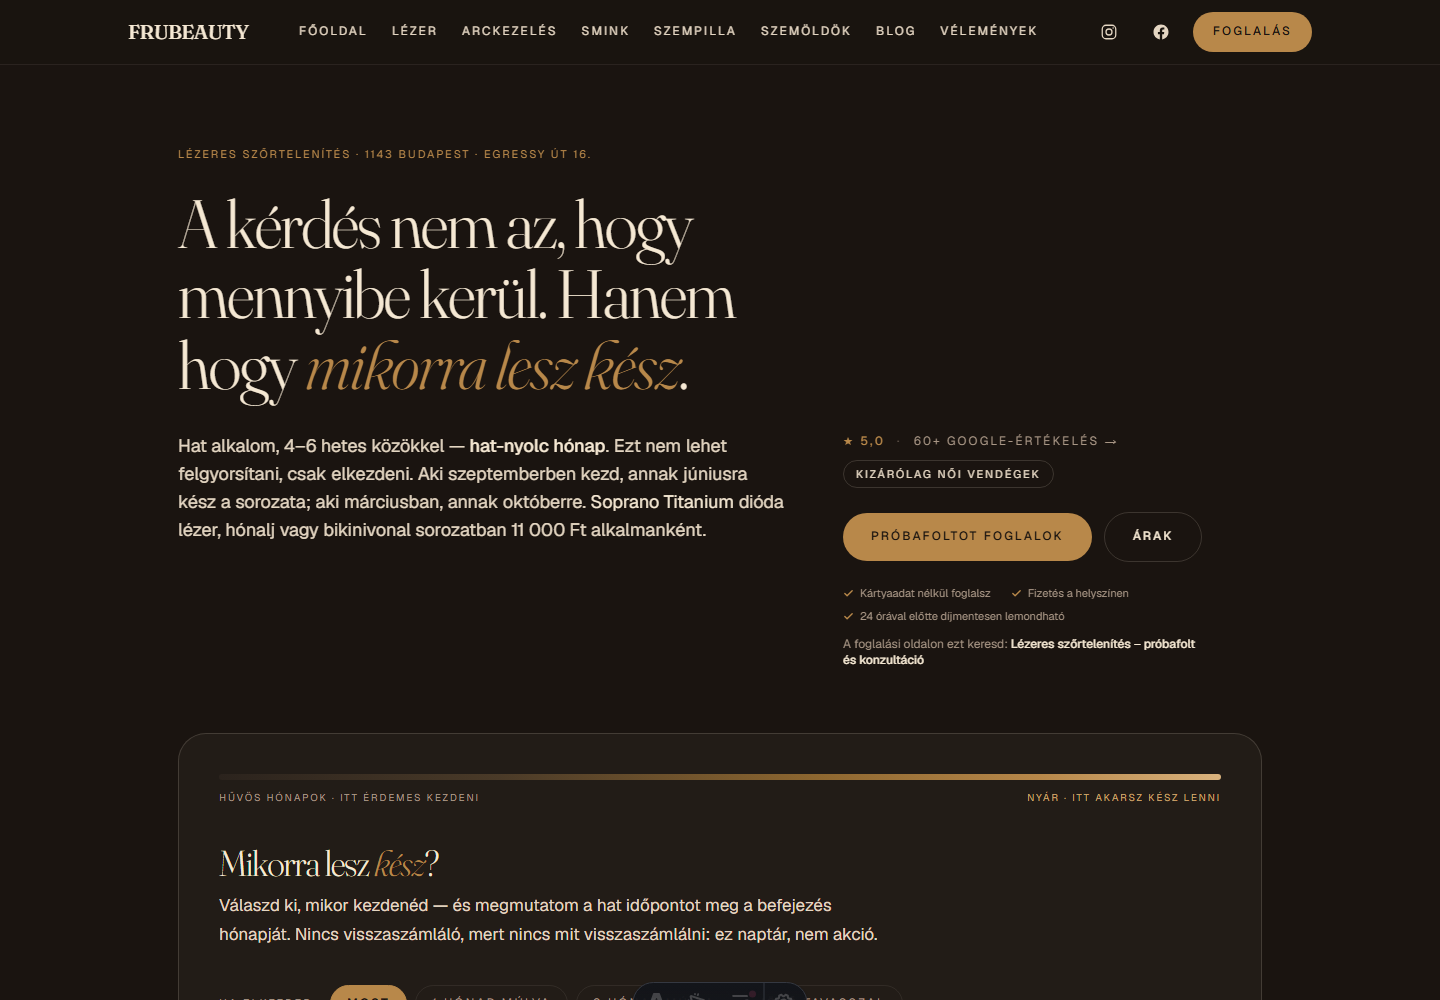 FRUBEAUTY
FŐOLDAL LÉZER ARCKEZELÉS SMINK SZEMPILLA SZEMÖLDÖK BLOG VÉLEMÉNYEK
FOGLALÁS
LÉZERES SZŐRTELENÍTÉS · 1143 BUDAPEST · EGRESSY ÚT 16.
A kérdés nem az, hogy
mennyibe kerül. Hanem
hogy mikorra lesz kész.
Hat alkalom, 4–6 hetes közökkel — hat-nyolc hónap. Ezt nem lehet
felgyorsítani, csak elkezdeni. Aki szeptemberben kezd, annak júniusra
kész a sorozata; aki márciusban, annak októberre. Soprano Titanium dióda
lézer, hónalj vagy bikinivonal sorozatban 11 000 Ft alkalmanként.
★ 5,0 · 60+ GOOGLE-ÉRTÉKELÉS →
KIZÁRÓLAG NŐI VENDÉGEK
PRÓBAFOLTOT FOGLALOK
ÁRAK
Kártyaadat nélkül foglalsz
Fizetés a helyszínen
24 órával előtte díjmentesen lemondható
A foglalási oldalon ezt keresd: Lézeres szőrtelenítés – próbafolt
és konzultáció
HŰVÖS HÓNAPOK · ITT ÉRDEMES KEZDENI
NYÁR · ITT AKARSZ KÉSZ LENNI
Mikorra lesz kész?
Válaszd ki, mikor kezdenéd — és megmutatom a hat időpontot meg a befejezés
hónapját. Nincs visszaszámláló, mert nincs mit visszaszámlálni: ez naptár, nem akció.